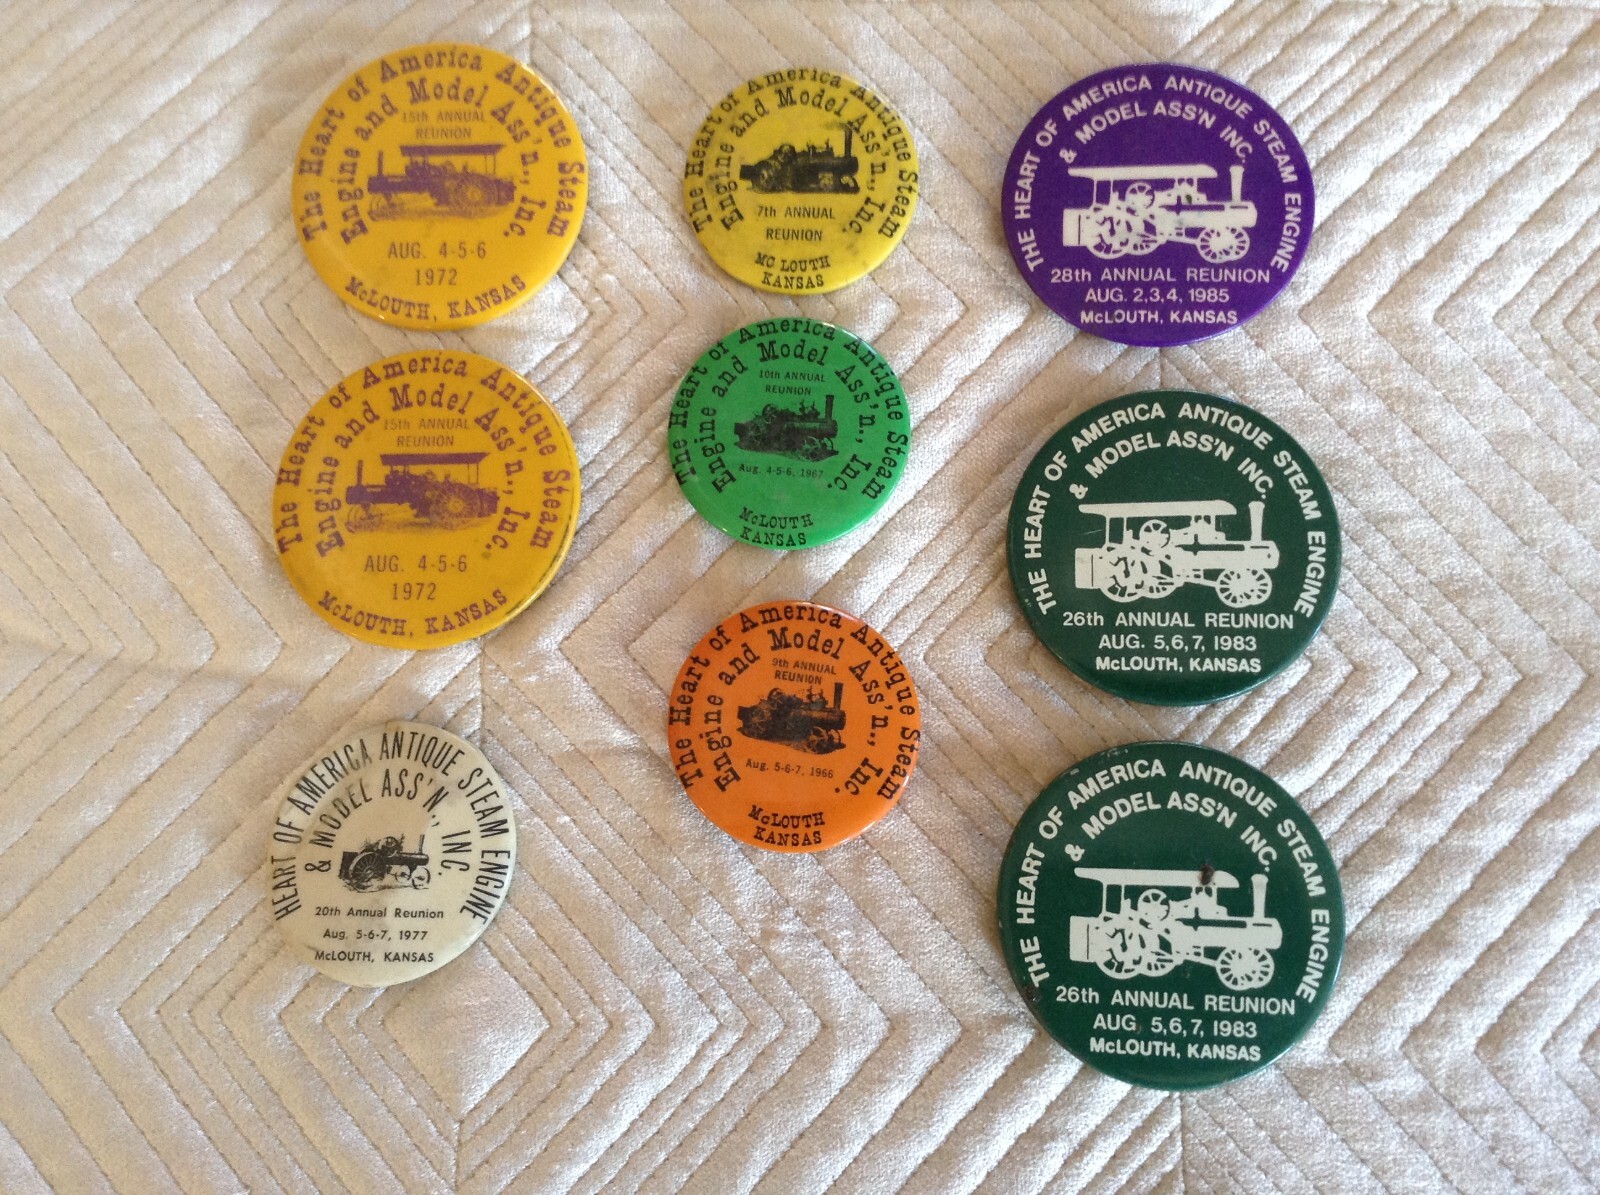 The Heart of America Antique Steam
Engine and Model Ass'n., Inc.
15th ANNUAL
REUNION
AUG. 4-5-6
1972
McLOUTH, KANSAS
The Heart of America Antique Steam
Engine and Model Ass'n., Inc.
15th ANNUAL
REUNION
AUG. 4-5-6
1972
McLOUTH, KANSAS
HEART OF AMERICA ANTIQUE STEAM ENGINE
& MODEL ASS'N., INC.
20th Annual Reunion
Aug. 5-6-7, 1977
McLOUTH, KANSAS
The Heart of America Antique Steam
Engine and Model Ass'n., Inc.
7th ANNUAL
REUNION
MC LOUTH
KANSAS
The Heart of America Antique Steam
Engine and Model Ass'n., Inc.
10th ANNUAL
REUNION
Aug. 4-5-6, 1967
McLOUTH
KANSAS
The Heart of America Antique Steam
Engine and Model Ass'n., Inc.
9th ANNUAL
REUNION
Aug. 5-6-7, 1966
McLOUTH
KANSAS
THE HEART OF AMERICA ANTIQUE STEAM ENGINE
& MODEL ASS'N INC.
28th ANNUAL REUNION
AUG. 2,3,4, 1985
McLOUTH, KANSAS
THE HEART OF AMERICA ANTIQUE STEAM ENGINE
& MODEL ASS'N INC.
26th ANNUAL REUNION
AUG. 5,6,7, 1983
McLOUTH, KANSAS
THE HEART OF AMERICA ANTIQUE STEAM ENGINE
& MODEL ASS'N INC.
26th ANNUAL REUNION
AUG 5,6,7, 1983
McLOUTH, KANSAS